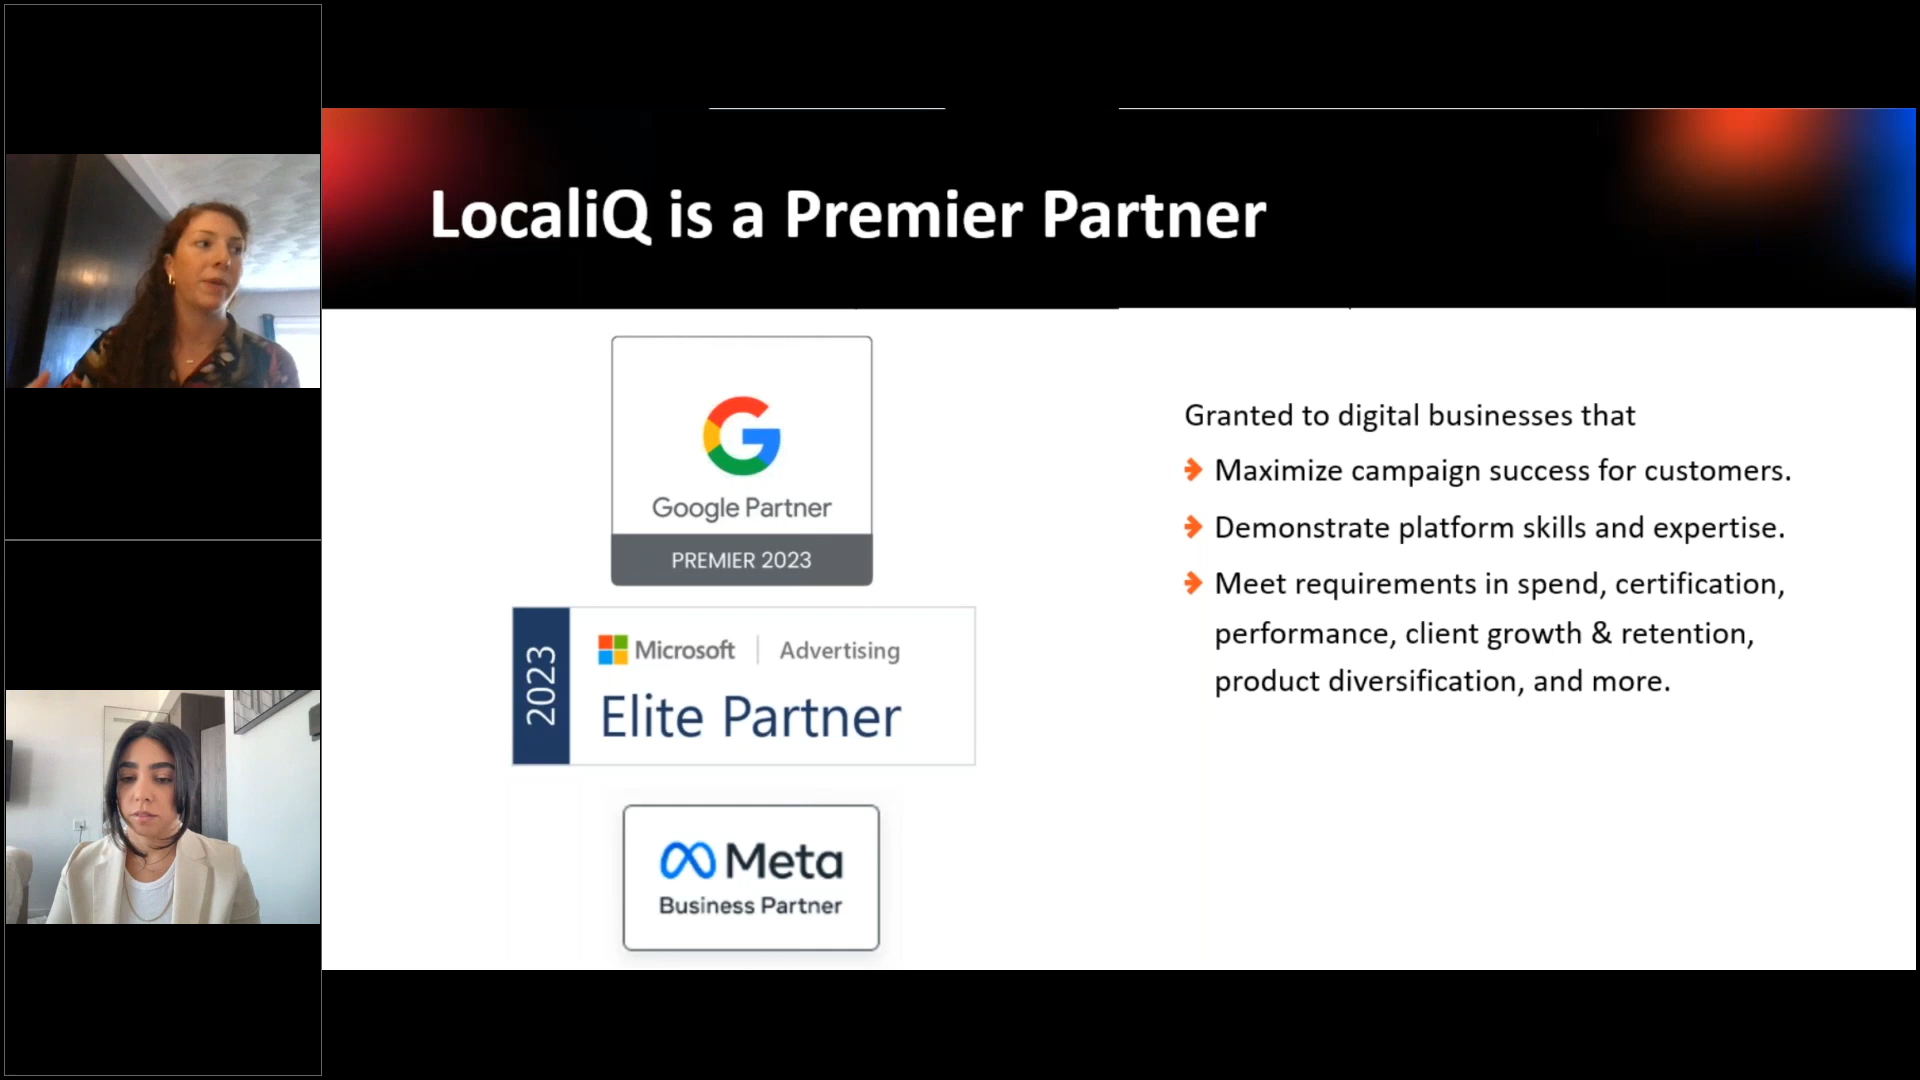 LocaliQ is a Premier Partner
Google Partner
PREMIER 2023
2023
Microsoft | Advertising
Elite Partner
Meta
Business Partner
Granted to digital businesses that
Maximize campaign success for customers.
Demonstrate platform skills and expertise.
Meet requirements in spend, certification,
performance, client growth & retention,
product diversification, and more.